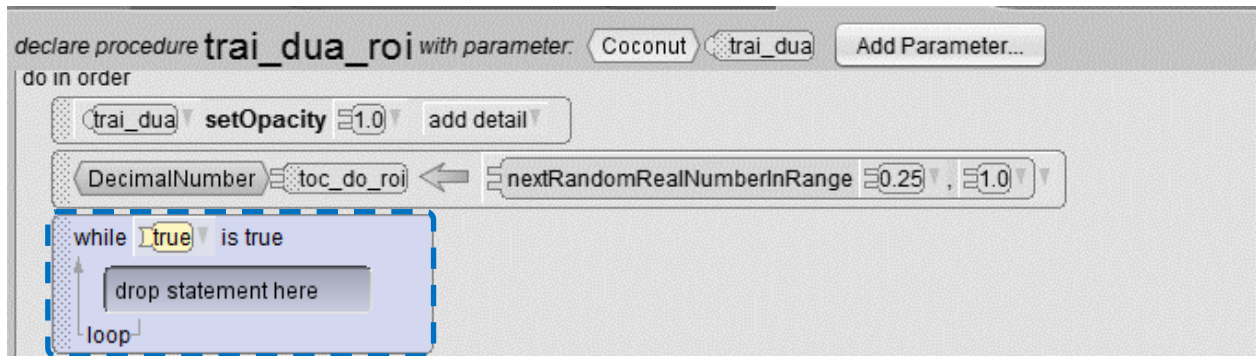 declare procedure trai_dua_roi with parameter: Coconut trai_dua Add Parameter...
do in order
trai_dua setOpacity 1.0 add detail
DecimalNumber toc_do_roi nextRandomRealNumberInRange 0.25 , 1.0
while true is true
drop statement here
loop